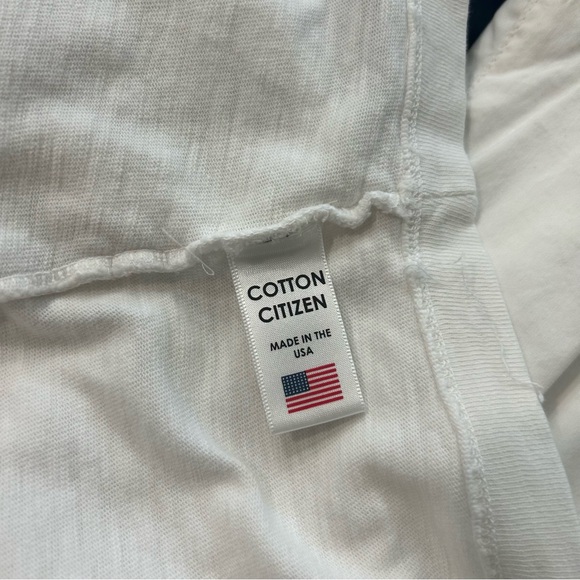 COTTON
CITIZEN
MADE IN THE
USA